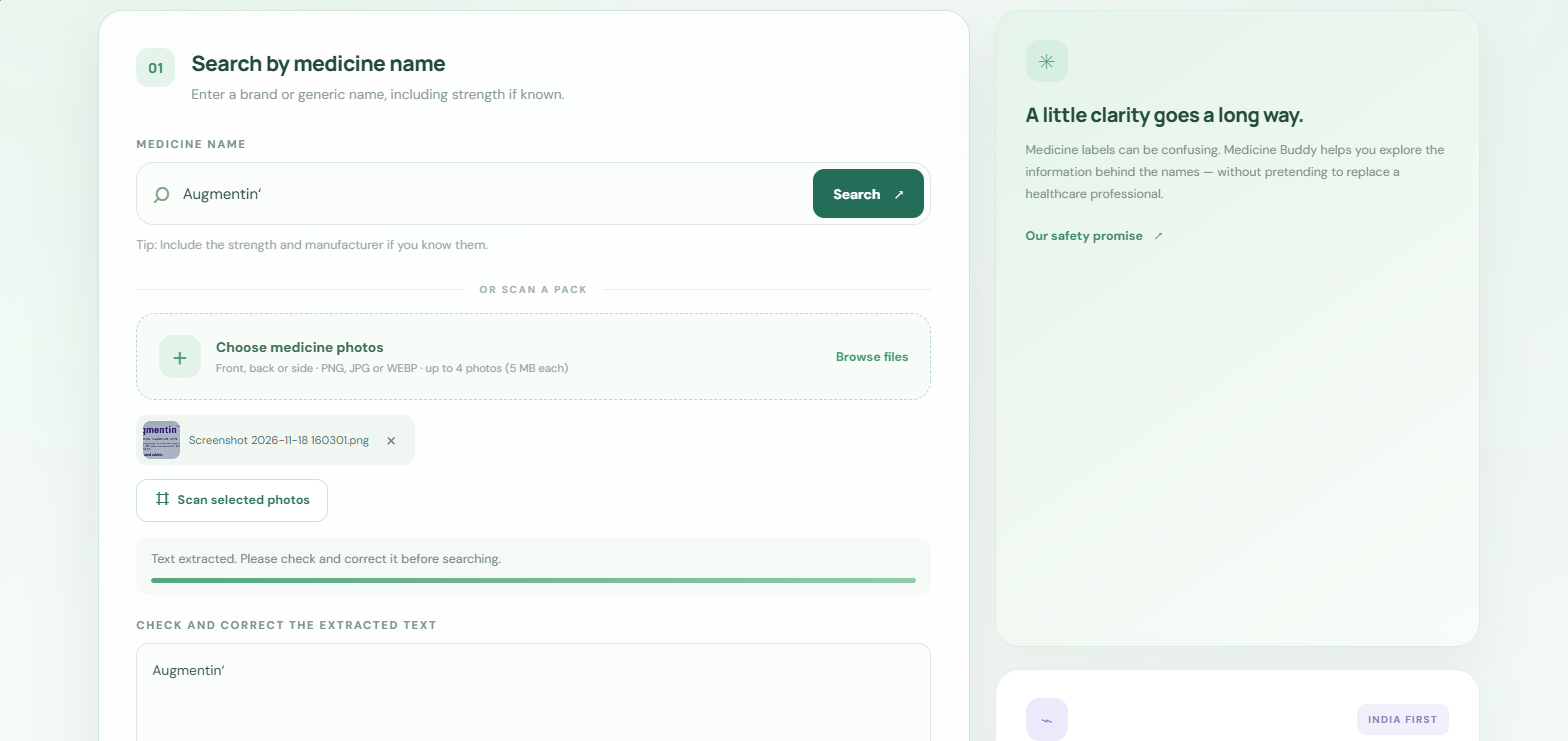 01
Search by medicine name
Enter a brand or generic name, including strength if known.
MEDICINE NAME
Augmentin‘
Search ↗
Tip: Include the strength and manufacturer if you know them.
OR SCAN A PACK
+
Choose medicine photos
Front, back or side · PNG, JPG or WEBP · up to 4 photos (5 MB each)
Browse files
gmentin
Screenshot 2026-11-18 160301.png ×
Scan selected photos
Text extracted. Please check and correct it before searching.
CHECK AND CORRECT THE EXTRACTED TEXT
Augmentin‘
A little clarity goes a long way.
Medicine labels can be confusing. Medicine Buddy helps you explore the
information behind the names — without pretending to replace a
healthcare professional.
Our safety promise ↗
INDIA FIRST